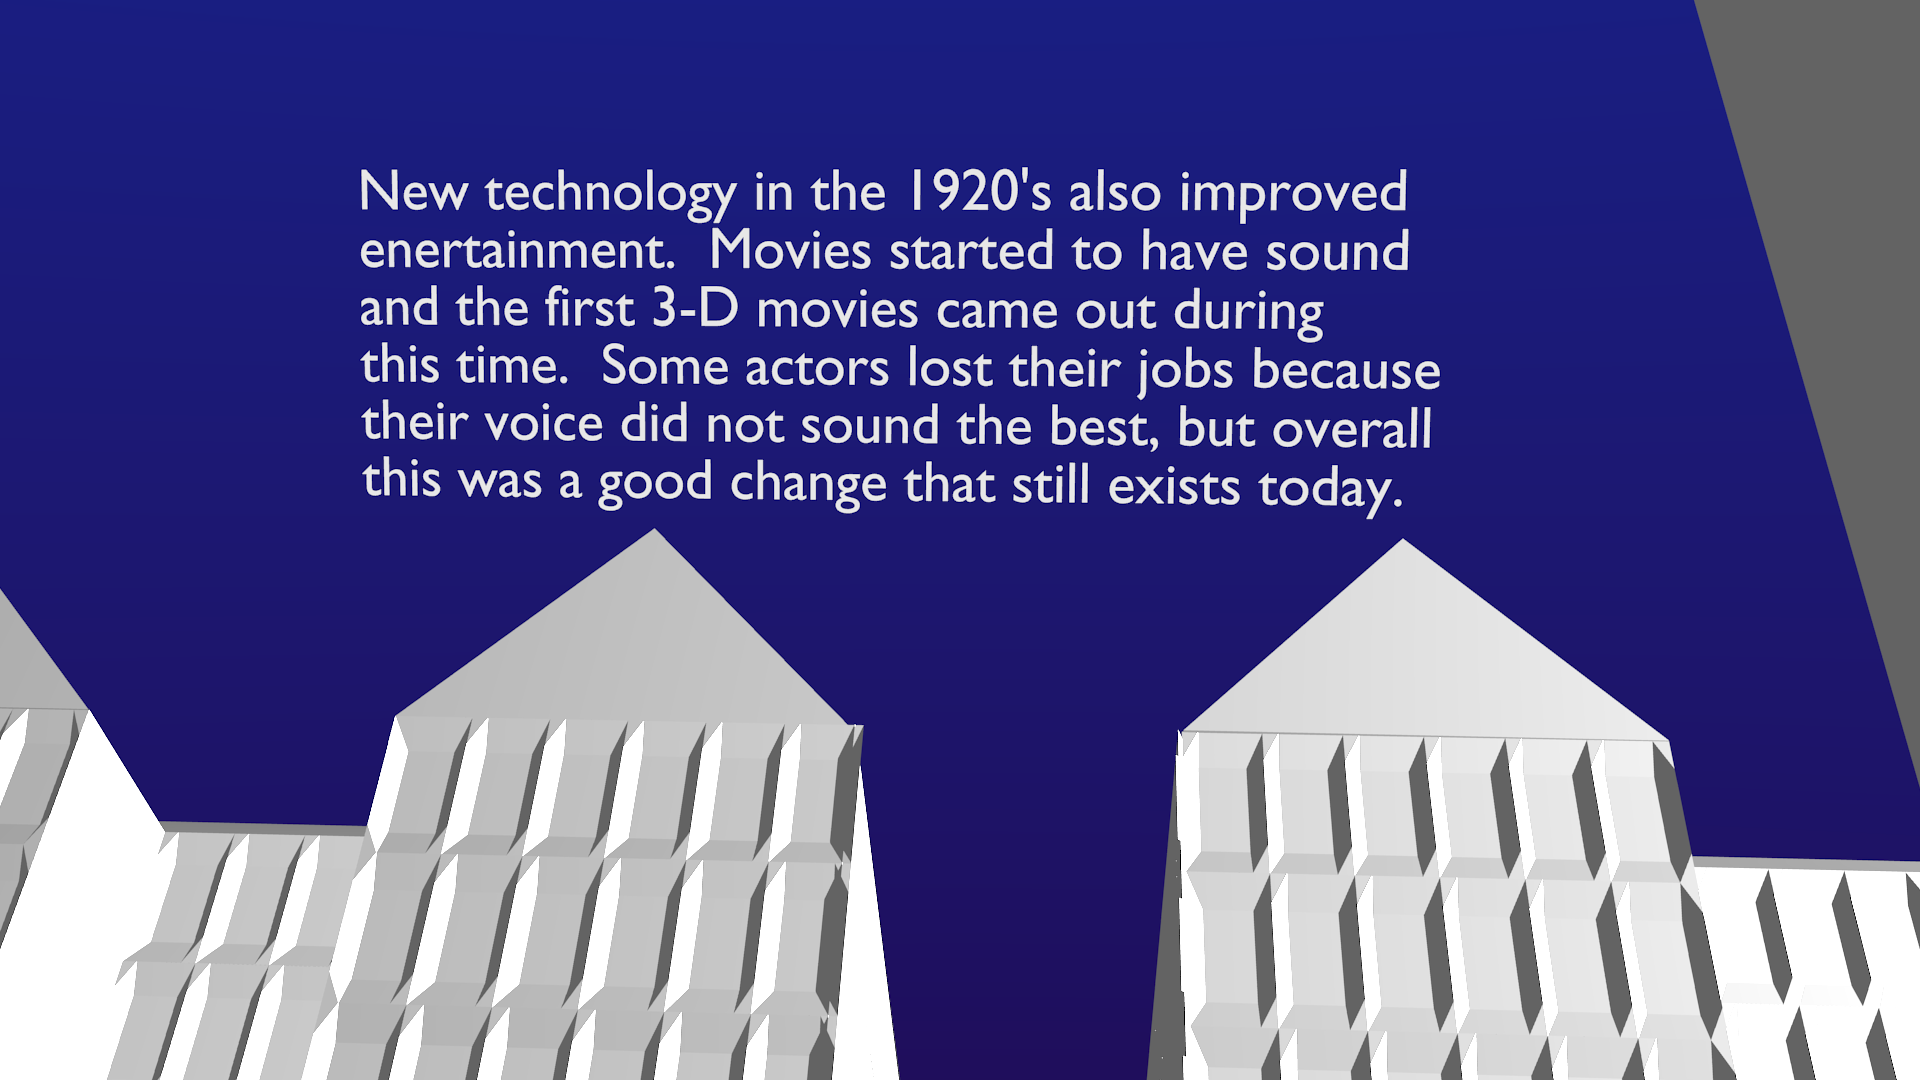 New technology in the 1920's also improved
enertainment.  Movies started to have sound
and the first 3-D movies came out during
this time.  Some actors lost their jobs because
their voice did not sound the best, but overall
this was a good change that still exists today.